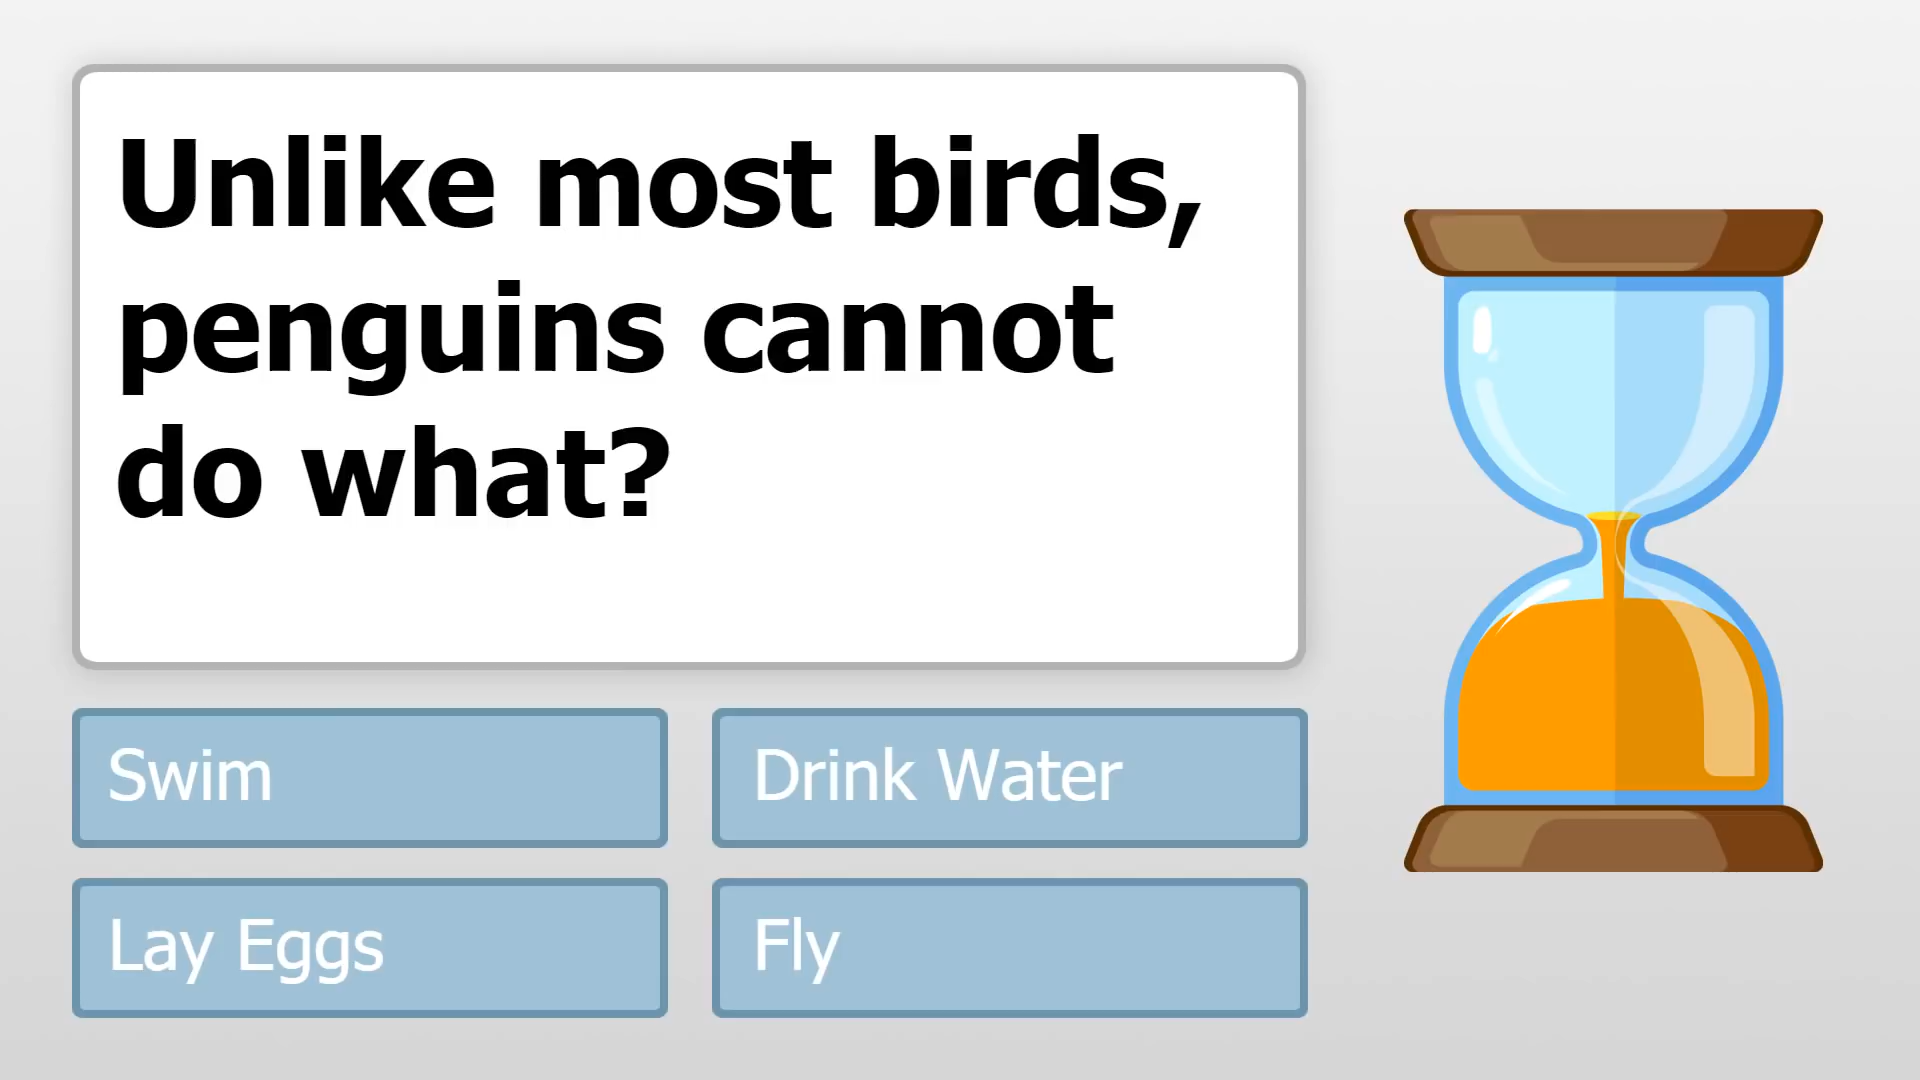 Unlike most birds,
penguins cannot
do what?
Swim
Drink Water
Lay Eggs
Fly